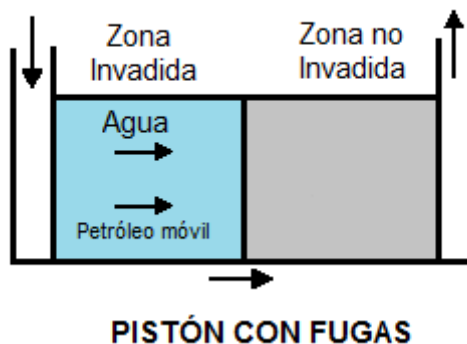 Zona
Invadida
Zona no
Invadida
Agua
Petróleo móvil
PISTÓN CON FUGAS